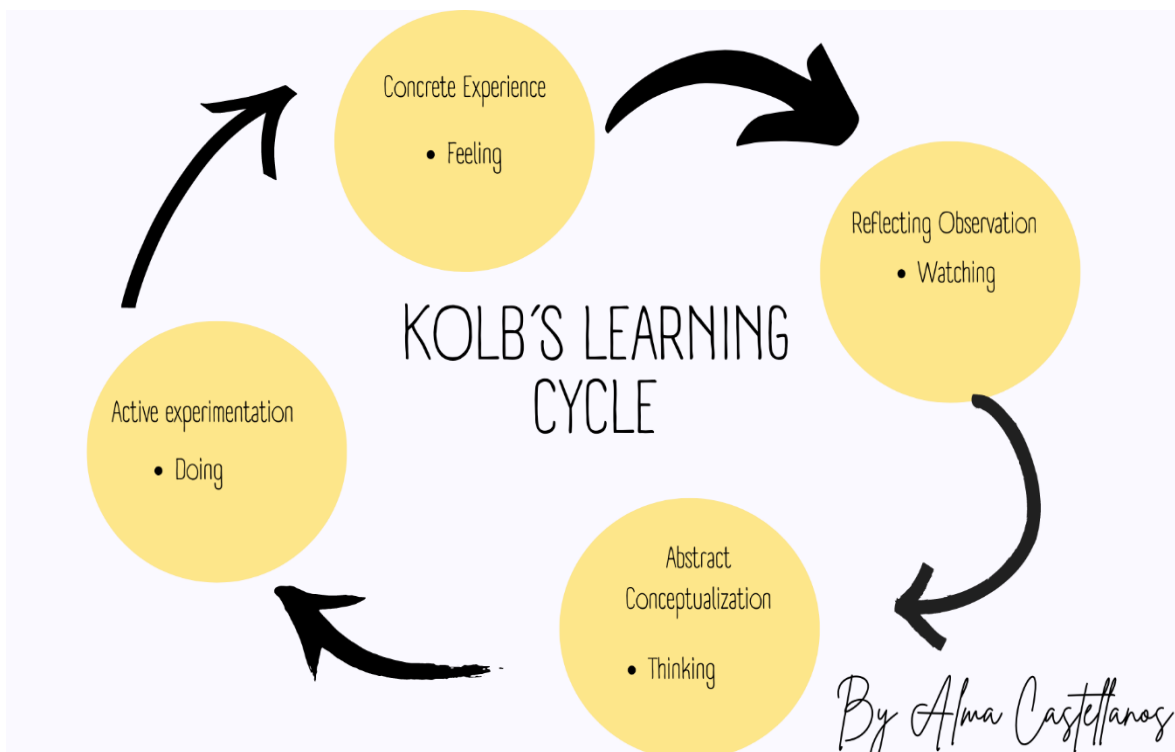 Concrete Experience
• Feeling
Reflecting Observation
• Watching
KOLB´S LEARNING
CYCLE
Active experimentation
• Doing
Abstract
Conceptualization
• Thinking
By Alma Castellanos